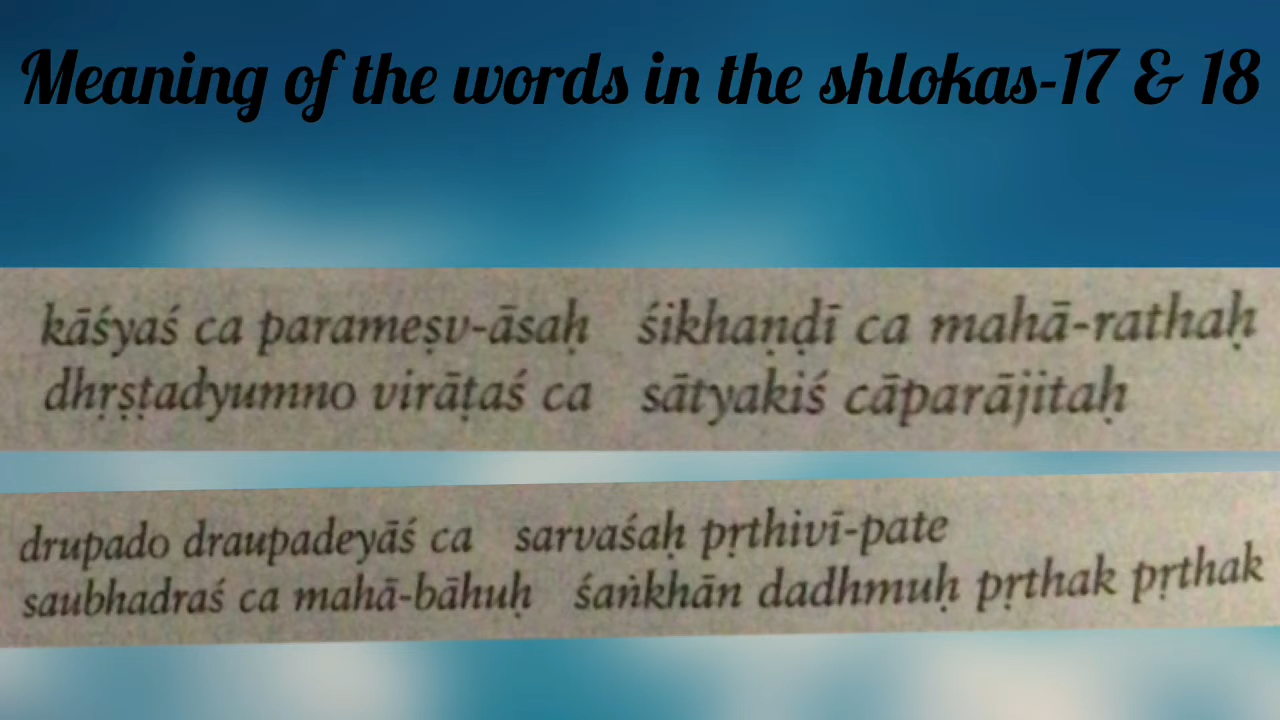 Meaning of the words in the shlokas-17 & 18
kāśyaś ca parameṣv-āsaḥ śikhaṇḍī ca mahā-rathaḥ
dhṛṣṭadyumno virāṭaś ca sātyakiś cāparājitaḥ
drupado draupadeyāś ca sarvaśaḥ pṛthivī-pate
saubhadraś ca mahā-bāhuḥ śaṅkhān dadhmuḥ pṛthak pṛthak